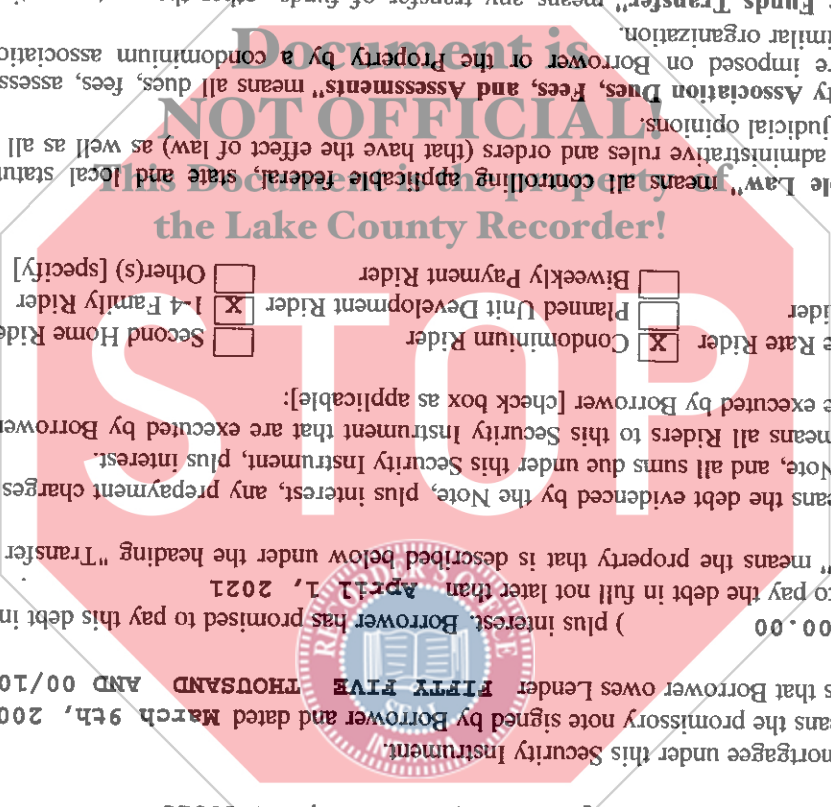 Document is
NOT OFFICIAL!
This Document is the property of
the Lake County Recorder!
STOP
RECORDER'S OFFICE
SEAL
INDIANA
mortgagee under this Security Instrument.
ans the promissory note signed by Borrower and dated March 9th, 200
s that Borrower owes Lender FIFTY FIVE THOUSAND AND 00/10
00.00 ) plus interest. Borrower has promised to pay this debt in
to pay the debt in full not later than April 1, 2021 .
" means the property that is described below under the heading "Transfer
eans the debt evidenced by the Note, plus interest, any prepayment charges
Note, and all sums due under this Security Instrument, plus interest.
means all Riders to this Security Instrument that are executed by Borrower
e executed by Borrower [check box as applicable]:
e Rate Rider X Condominium Rider Second Home Rider
ider Planned Unit Development Rider X 1-4 Family Rider
Biweekly Payment Rider Other(s) [specify]
le Law" means all controlling applicable federal, state and local statut
administrative rules and orders (that have the effect of law) as well as all
judicial opinions.
ty Association Dues, Fees, and Assessments" means all dues, fees, assess
re imposed on Borrower or the Property by a condominium associatio
similar organization.
Funds Transfer" means any transfer of funds, other